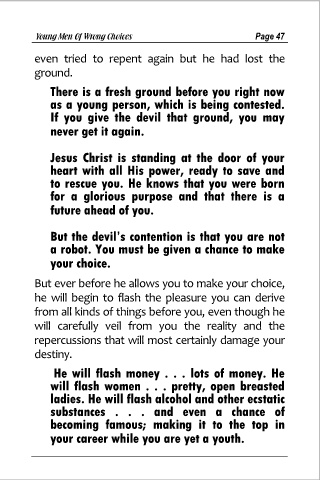 Young Men Of Wrong Choices Page 47
even tried to repent again but he had lost the
ground.
There is a fresh ground before you right now
as a young person, which is being contested.
If you give the devil that ground, you may
never get it again.
Jesus Christ is standing at the door of your
heart with all His power, ready to save and
to rescue you. He knows that you were born
for a glorious purpose and that there is a
future ahead of you.
But the devil's contention is that you are not
a robot. You must be given a chance to make
your choice.
But ever before he allows you to make your choice,
he will begin to flash the pleasure you can derive
from all kinds of things before you, even though he
will carefully veil from you the reality and the
repercussions that will most certainly damage your
destiny.
He will flash money . . . lots of money. He
will flash women . . . pretty, open breasted
ladies. He will flash alcohol and other ecstatic
substances . . . and even a chance of
becoming famous; making it to the top in
your career while you are yet a youth.